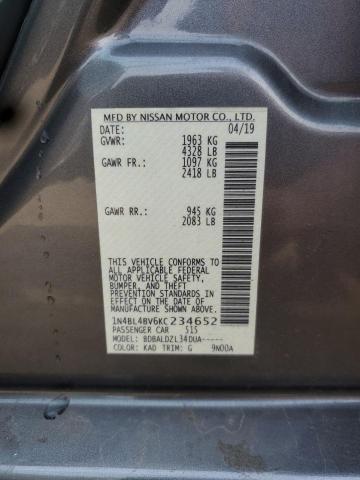 MFD BY NISSAN MOTOR CO., LTD.
DATE: 04/19
GVWR: 1963 KG
4328 LB
GAWR FR: 1097 KG
2418 LB
GAWR RR: 945 KG
2083 LB
THIS VEHICLE CONFORMS TO
ALL APPLICABLE FEDERAL
MOTOR VEHICLE SAFETY,
BUMPER, AND THEFT
PREVENTION STANDARDS IN
EFFECT ON THE DATE OF
MANUFACTURE SHOWN ABOVE.
1N4BL4BV6KC234652
PASSENGER CAR 515
MODEL: BDBALDZL34DUA-----
COLOR: KAD TRIM: G 9N00A